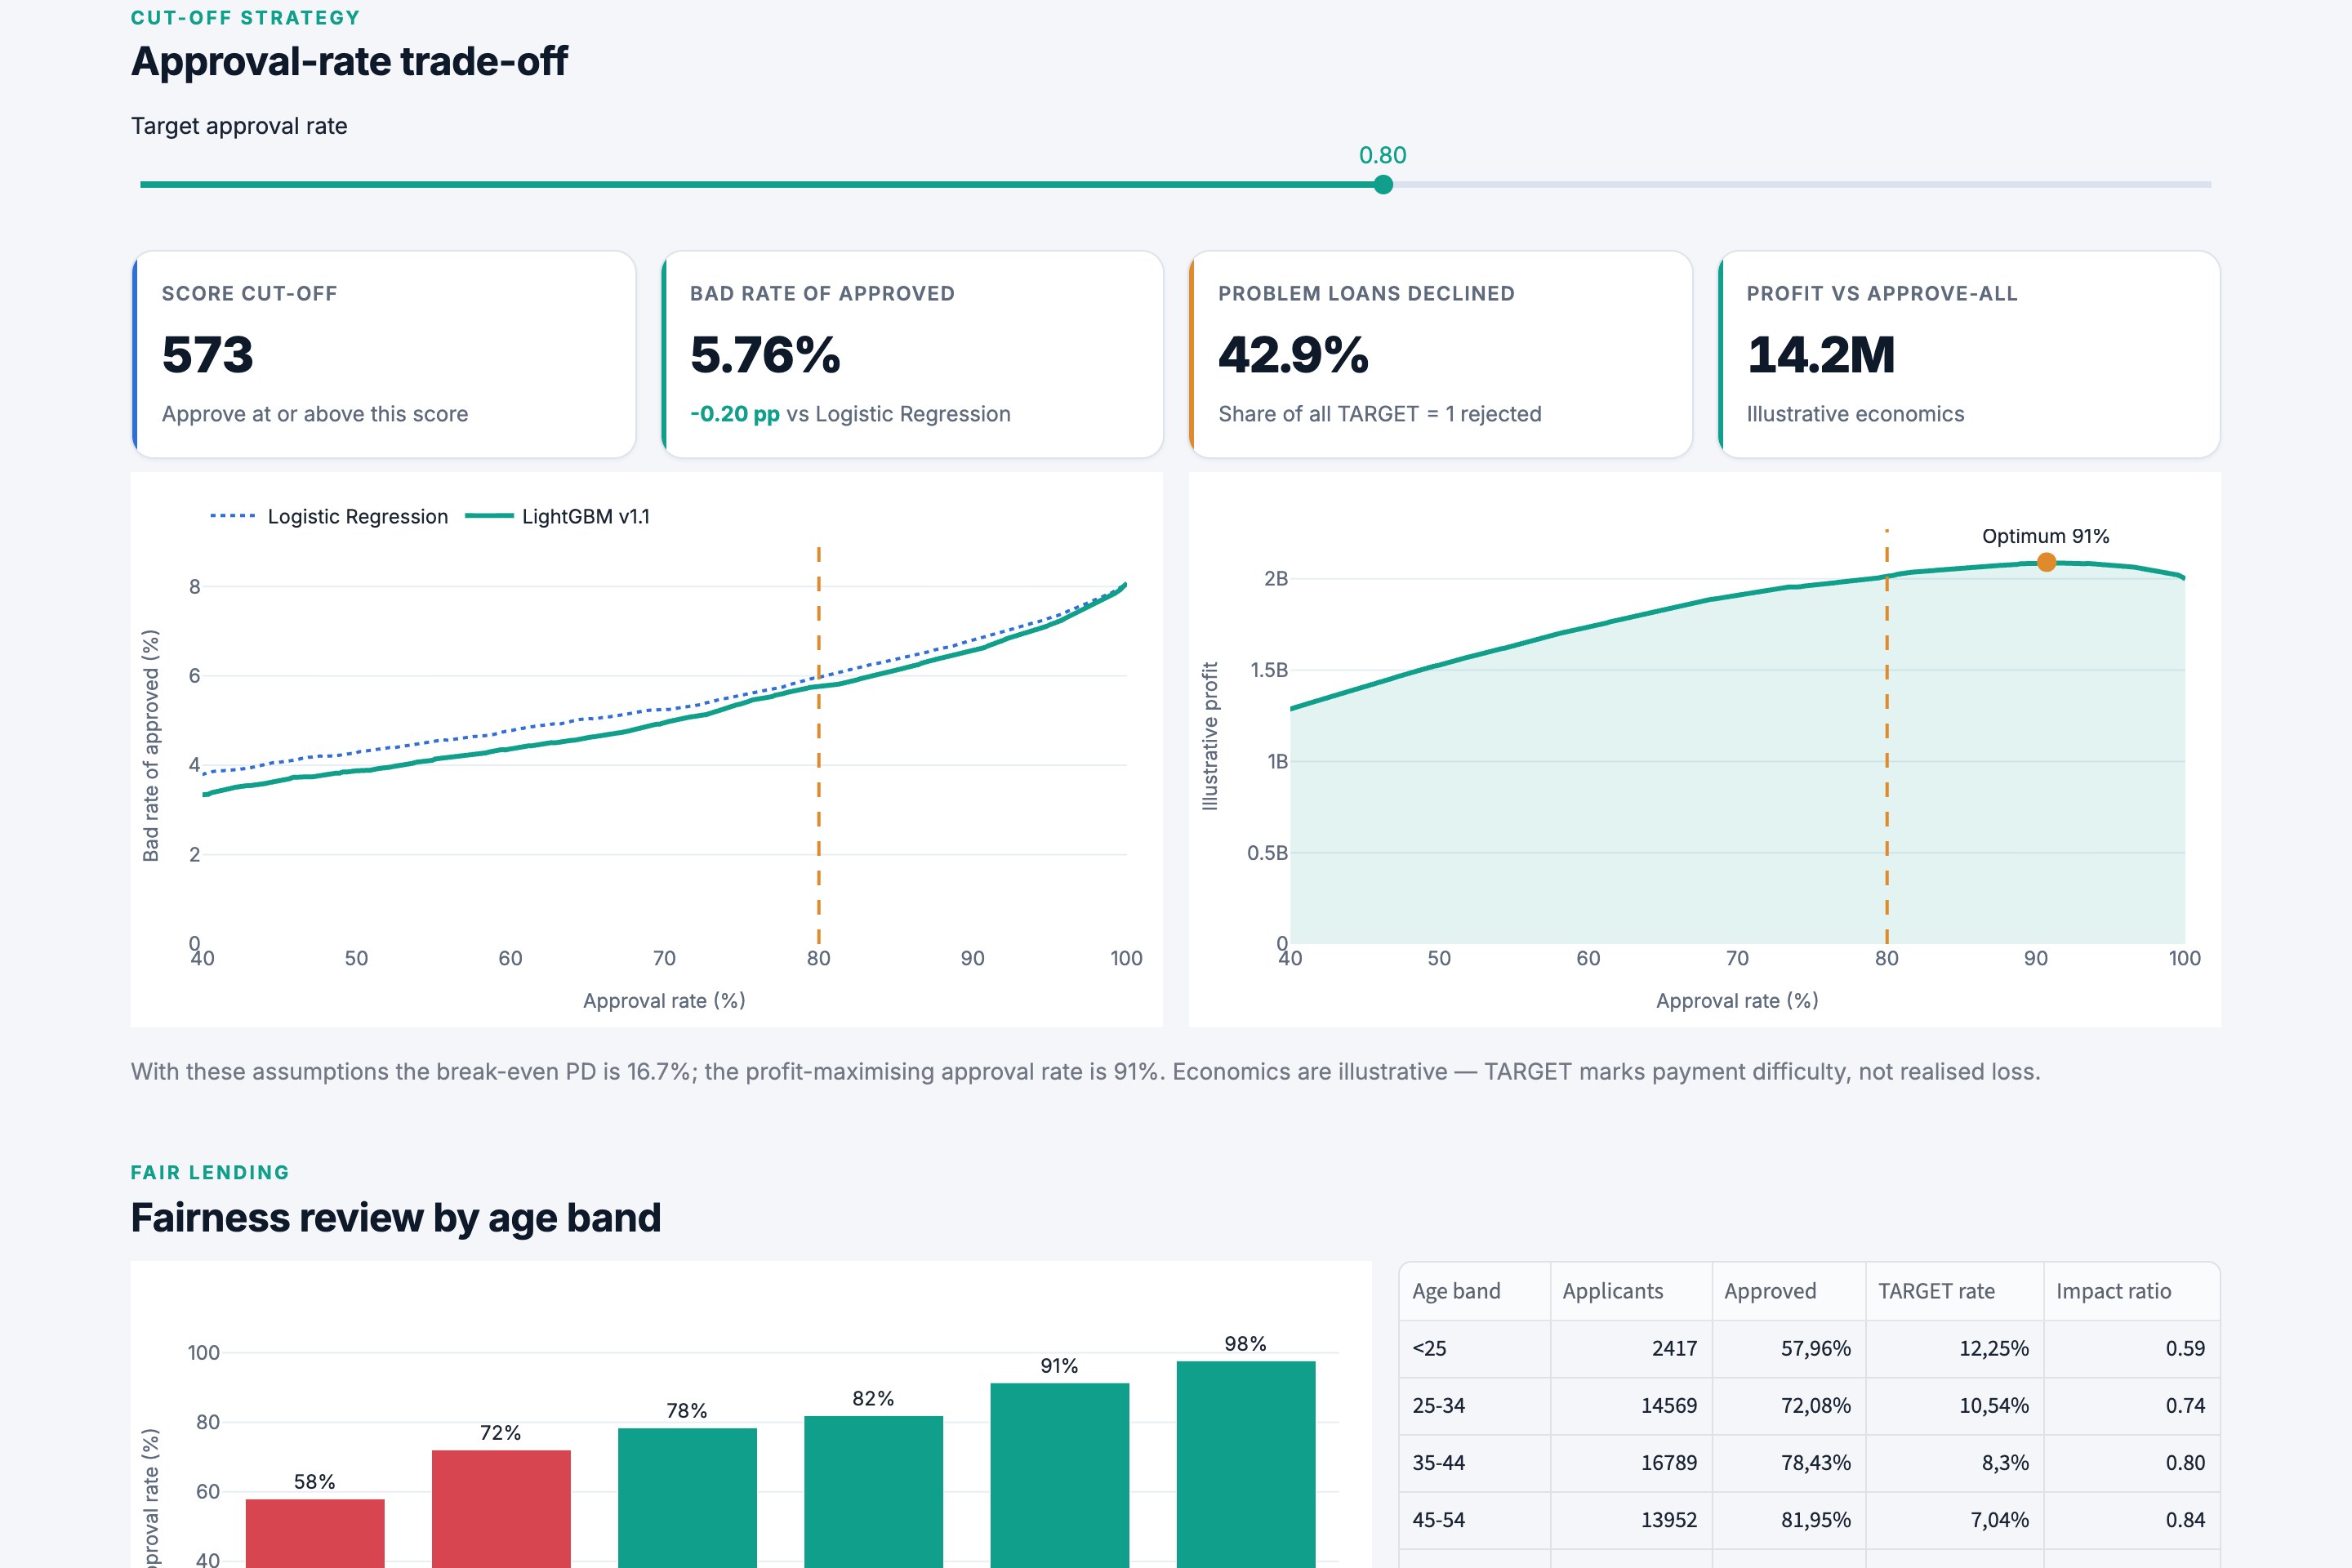 CUT-OFF STRATEGY
Approval-rate trade-off
Target approval rate
0.80
SCORE CUT-OFF
573
Approve at or above this score
BAD RATE OF APPROVED
5.76%
-0.20 pp vs Logistic Regression
PROBLEM LOANS DECLINED
42.9%
Share of all TARGET = 1 rejected
PROFIT VS APPROVE-ALL
14.2M
Illustrative economics
Logistic Regression LightGBM v1.1
Bad rate of approved (%)
8
6
4
2
0
40 50 60 70 80 90 100
Approval rate (%)
Optimum 91%
Illustrative profit
2B
1.5B
1B
0.5B
0
40 50 60 70 80 90 100
Approval rate (%)
With these assumptions the break-even PD is 16.7%; the profit-maximising approval rate is 91%. Economics are illustrative — TARGET marks payment difficulty, not realised loss.
FAIR LENDING
Fairness review by age band
proval rate (%)
100
80
60
40
58% 72% 78% 82% 91% 98%
Age band Applicants Approved TARGET rate Impact ratio
<25 2417 57,96% 12,25% 0.59
25-34 14569 72,08% 10,54% 0.74
35-44 16789 78,43% 8,3% 0.80
45-54 13952 81,95% 7,04% 0.84